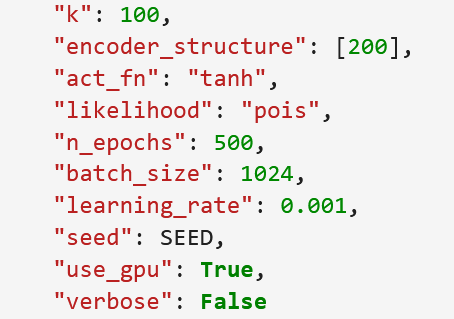 "k": 100,
"encoder_structure": [200],
"act_fn": "tanh",
"likelihood": "pois",
"n_epochs": 500,
"batch_size": 1024,
"learning_rate": 0.001,
"seed": SEED,
"use_gpu": True,
"verbose": False